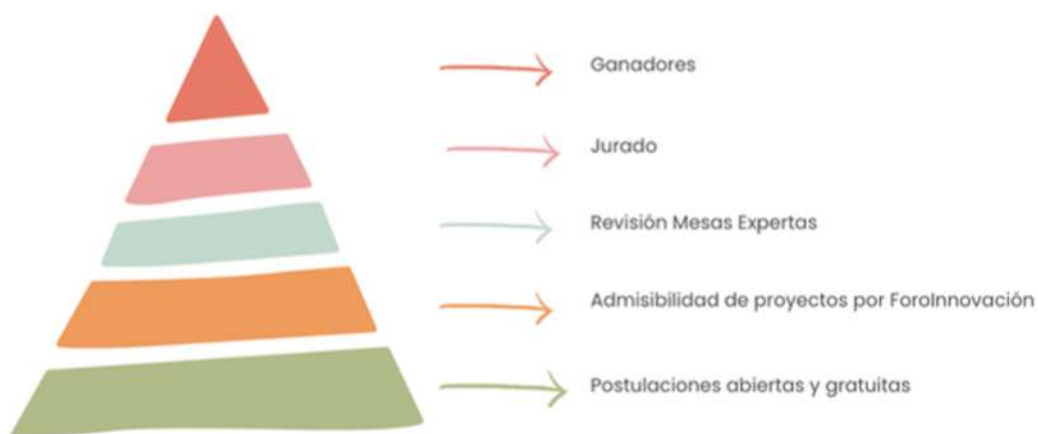 Ganadores
Jurado
Revisión Mesas Expertas
Admisibilidad de proyectos por ForoInnovación
Postulaciones abiertas y gratuitas